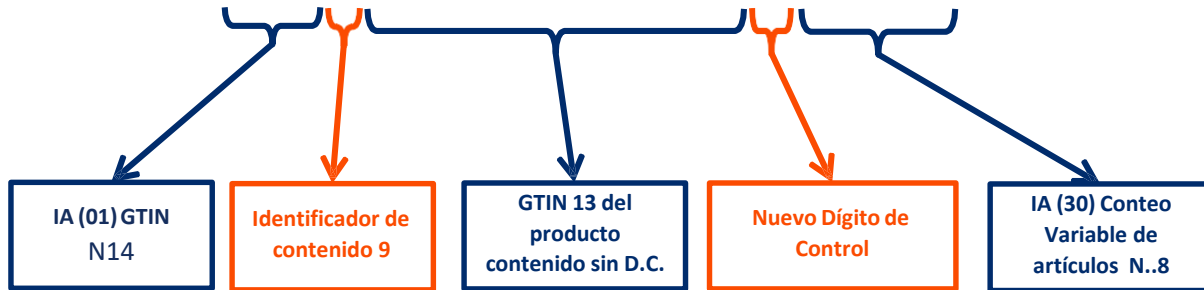 IA (01) GTIN
N14
Identificador de
contenido 9
GTIN 13 del
producto
contenido sin D.C.
Nuevo Dígito de
Control
IA (30) Conteo
Variable de
artículos N..8